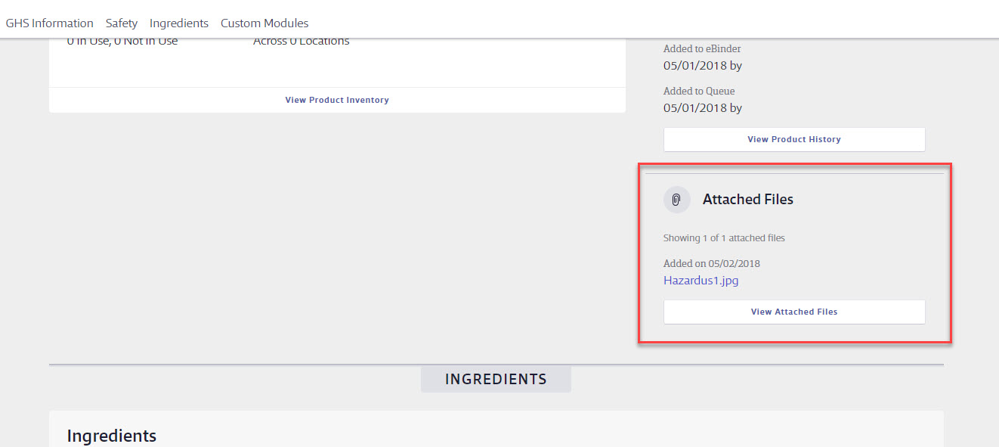 GHS Information Safety Ingredients Custom Modules
0 In Use, 0 Not In Use Across 0 Locations
View Product Inventory
Added to eBinder
05/01/2018 by
Added to Queue
05/01/2018 by
View Product History
Attached Files
Showing 1 of 1 attached files
Added on 05/02/2018
Hazardus1.jpg
View Attached Files
INGREDIENTS
Ingredients